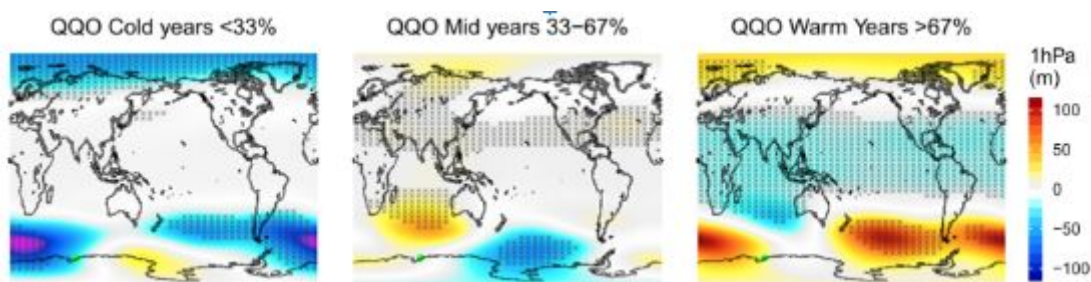 QQO Cold years <33%
QQO Mid years 33−67%
QQO Warm Years >67%
1hPa
(m)
100
50
0
−50
−100